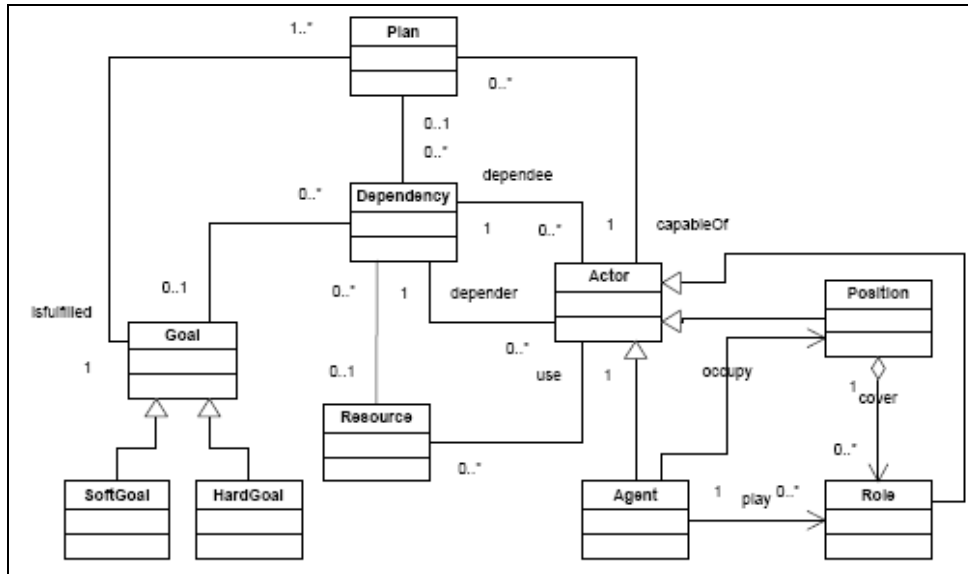 1..*
Plan
0..*
0..1
0..*
dependee
0..*
Dependency
1
0..*
1
capableOf
0..1
0..*
1
depender
Actor
Position
Isfulfilled
Goal
1
0..*
use
1
occupy
1
cover
0..1
Resource
0..*
0..*
SoftGoal
HardGoal
Agent
1
play
0..*
Role